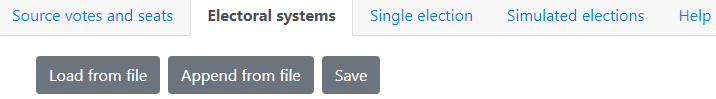 Source votes and seats Electoral systems Single election Simulated elections Help
Load from file Append from file Save